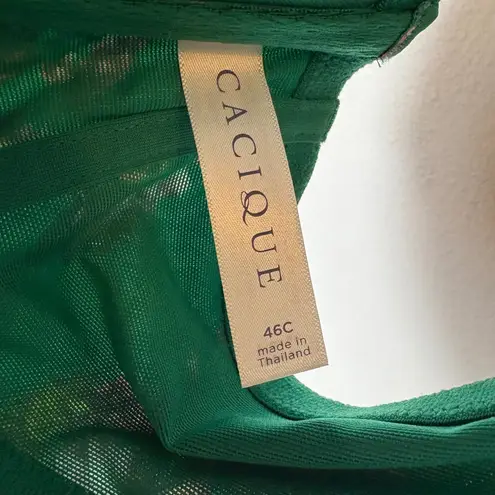 CACIQUE
46C
made in
Thailand